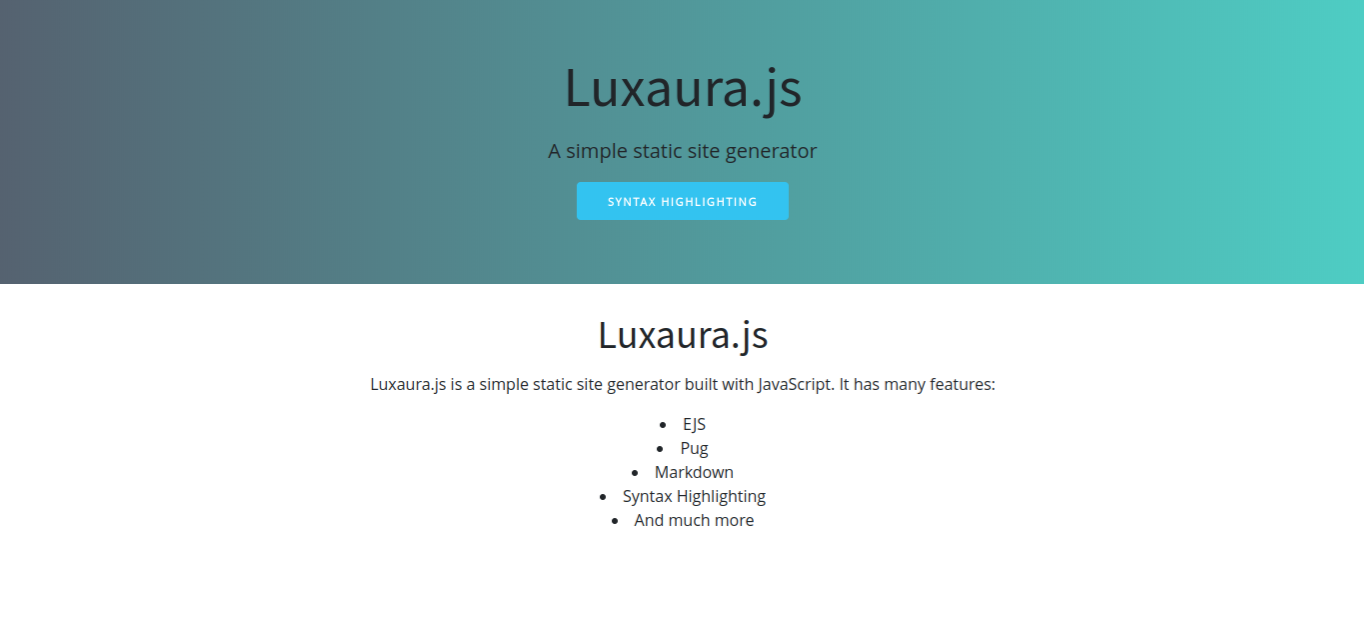 Luxaura.js
A simple static site generator
SYNTAX HIGHLIGHTING
Luxaura.js
Luxaura.js is a simple static site generator built with JavaScript. It has many features:
• EJS
• Pug
• Markdown
• Syntax Highlighting
• And much more